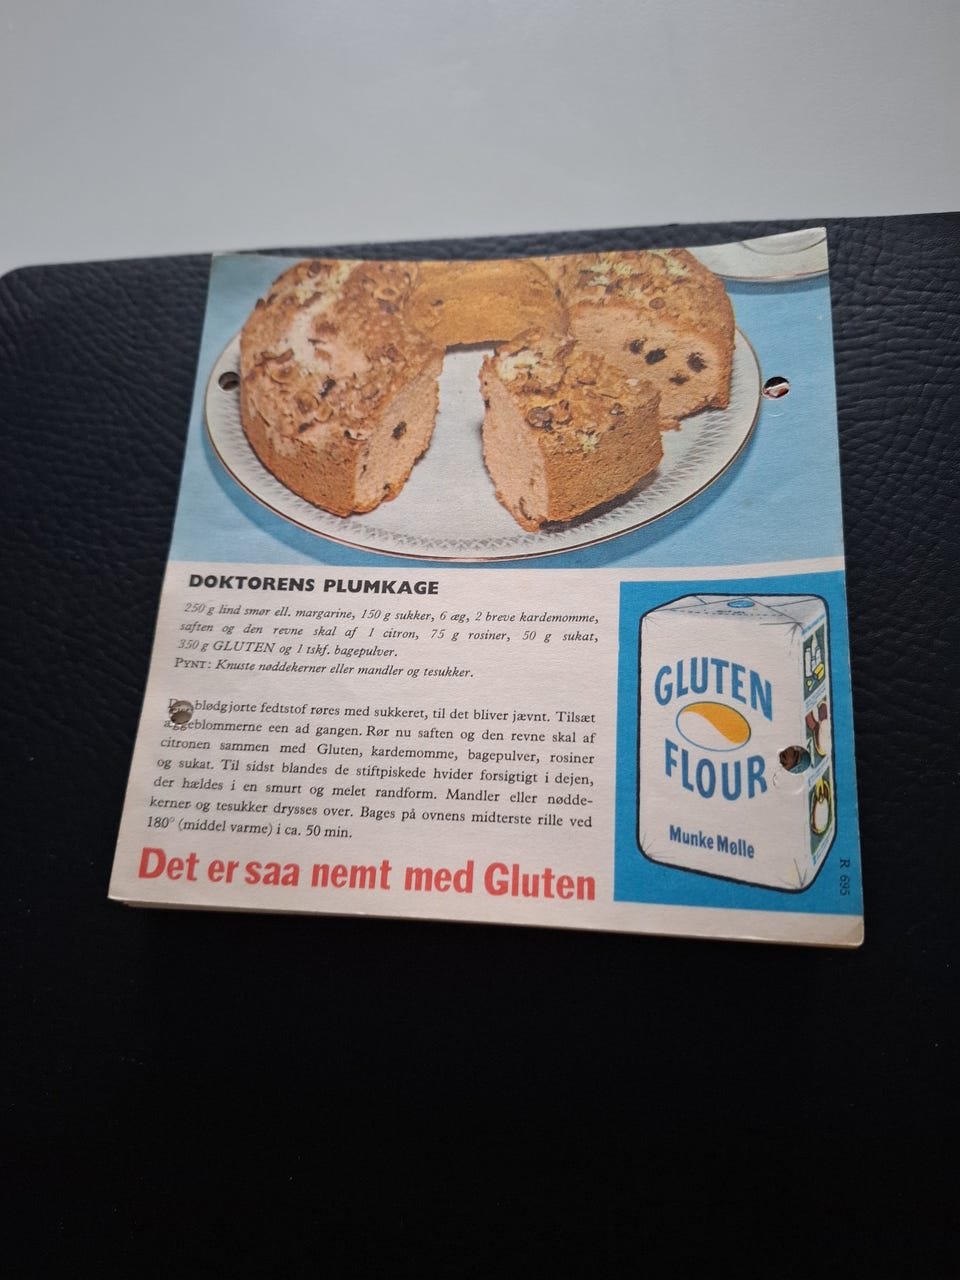 DOKTORENS PLUMKAGE
250 g lind smør ell. margarine, 150 g sukker, 6 æg, 2 breve kardemomme,
saften og den revne skal af 1 citron, 75 g rosiner, 50 g sukat,
350 g GLUTEN og 1 tskf. bagepulver.
PYNT: Knuste nøddekerner eller mandler og tesukker.
blødgjorte fedtstof røres med sukkeret, til det bliver jævnt. Tilsæt
æggeblommerne een ad gangen. Rør nu saften og den revne skal af
citronen sammen med Gluten, kardemomme, bagepulver, rosiner
og sukat. Til sidst blandes de stiftpiskede hvider forsigtigt i dejen,
der hældes i en smurt og melet randform. Mandler eller nødde-
kerner og tesukker drysses over. Bages på ovnens midterste rille ved
180° (middel varme) i ca. 50 min.
Det er saa nemt med Gluten
GLUTEN
FLOUR
Munke Mølle
R 695